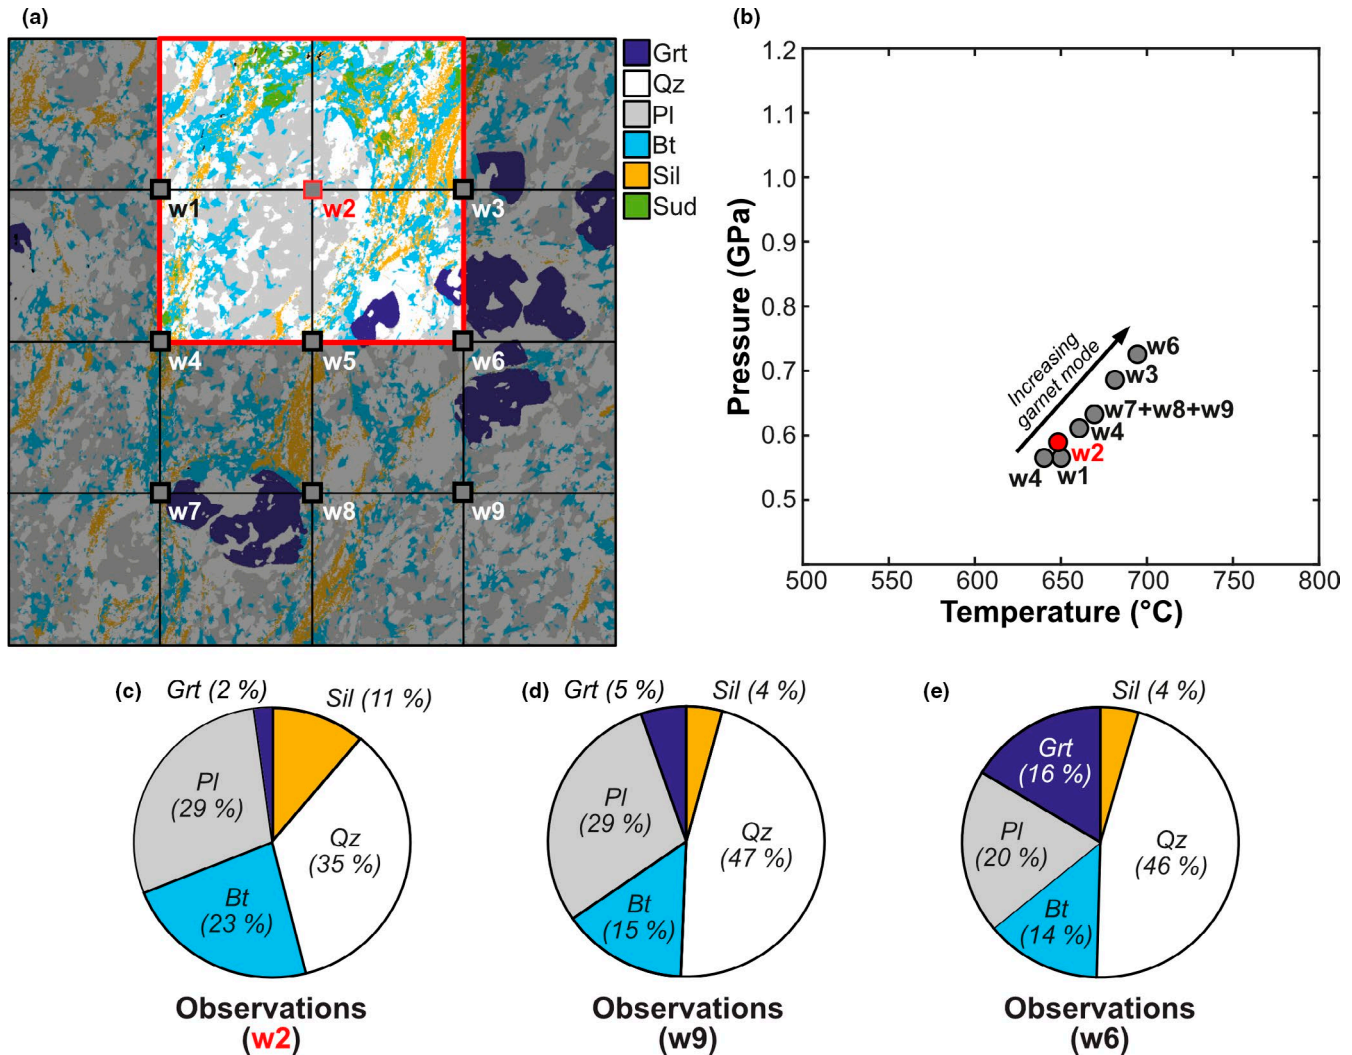 (a)
Grt
Qz
Pl
Bt
Sil
Sud
w1
w2
w3
w4
w5
w6
w7
w8
w9
(b)
Pressure (GPa)
1.2
1.1
1.0
0.9
0.8
0.7
0.6
0.5
500
550
600
650
700
750
800
Temperature (°C)
Increasing
garnet mode
w6
w3
w7+w8+w9
w4
w2
w4
w1
(c)
Grt (2 %)
Sil (11 %)
Pl
(29 %)
Qz
(35 %)
Bt
(23 %)
Observations
(w2)
(d)
Grt (5 %)
Sil (4 %)
Pl
(29 %)
Qz
(47 %)
Bt
(15 %)
Observations
(w9)
(e)
Sil (4 %)
Grt
(16 %)
Pl
(20 %)
Qz
(46 %)
Bt
(14 %)
Observations
(w6)